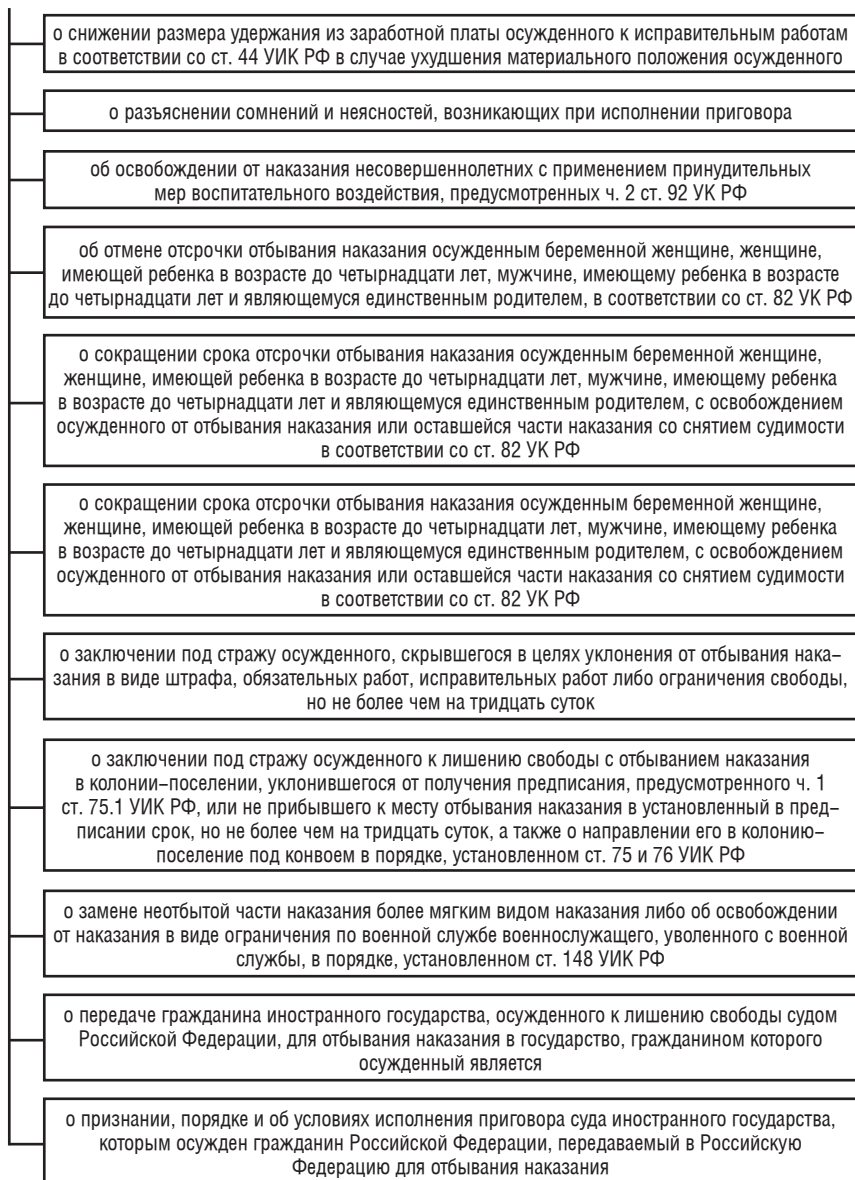 о снижении размера удержания из заработной платы осужденного к исправительным работам
в соответствии со ст. 44 УИК РФ в случае ухудшения материального положения осужденного
о разъяснении сомнений и неясностей, возникающих при исполнении приговора
об освобождении от наказания несовершеннолетних с применением принудительных
мер воспитательного воздействия, предусмотренных ч. 2 ст. 92 УК РФ
об отмене отсрочки отбывания наказания осужденным беременной женщине, женщине,
имеющей ребенка в возрасте до четырнадцати лет, мужчине, имеющему ребенка в возрасте
до четырнадцати лет и являющемуся единственным родителем, в соответствии со ст. 82 УК РФ
о сокращении срока отсрочки отбывания наказания осужденным беременной женщине,
женщине, имеющей ребенка в возрасте до четырнадцати лет, мужчине, имеющему ребенка
в возрасте до четырнадцати лет и являющемуся единственным родителем, с освобождением
осужденного от отбывания наказания или оставшейся части наказания со снятием судимости
в соответствии со ст. 82 УК РФ
о сокращении срока отсрочки отбывания наказания осужденным беременной женщине,
женщине, имеющей ребенка в возрасте до четырнадцати лет, мужчине, имеющему ребенка
в возрасте до четырнадцати лет и являющемуся единственным родителем, с освобождением
осужденного от отбывания наказания или оставшейся части наказания со снятием судимости
в соответствии со ст. 82 УК РФ
о заключении под стражу осужденного, скрывшегося в целях уклонения от отбывания нака–
зания в виде штрафа, обязательных работ, исправительных работ либо ограничения свободы,
но не более чем на тридцать суток
о заключении под стражу осужденного к лишению свободы с отбыванием наказания
в колонии–поселении, уклонившегося от получения предписания, предусмотренного ч. 1
ст. 75.1 УИК РФ, или не прибывшего к месту отбывания наказания в установленный в пред–
писании срок, но не более чем на тридцать суток, а также о направлении его в колонию–
поселение под конвоем в порядке, установленном ст. 75 и 76 УИК РФ
о замене неотбытой части наказания более мягким видом наказания либо об освобождении
от наказания в виде ограничения по военной службе военнослужащего, уволенного с военной
службы, в порядке, установленном ст. 148 УИК РФ
о передаче гражданина иностранного государства, осужденного к лишению свободы судом
Российской Федерации, для отбывания наказания в государство, гражданином которого
осужденный является
о признании, порядке и об условиях исполнения приговора суда иностранного государства,
которым осужден гражданин Российской Федерации, передаваемый в Российскую
Федерацию для отбывания наказания